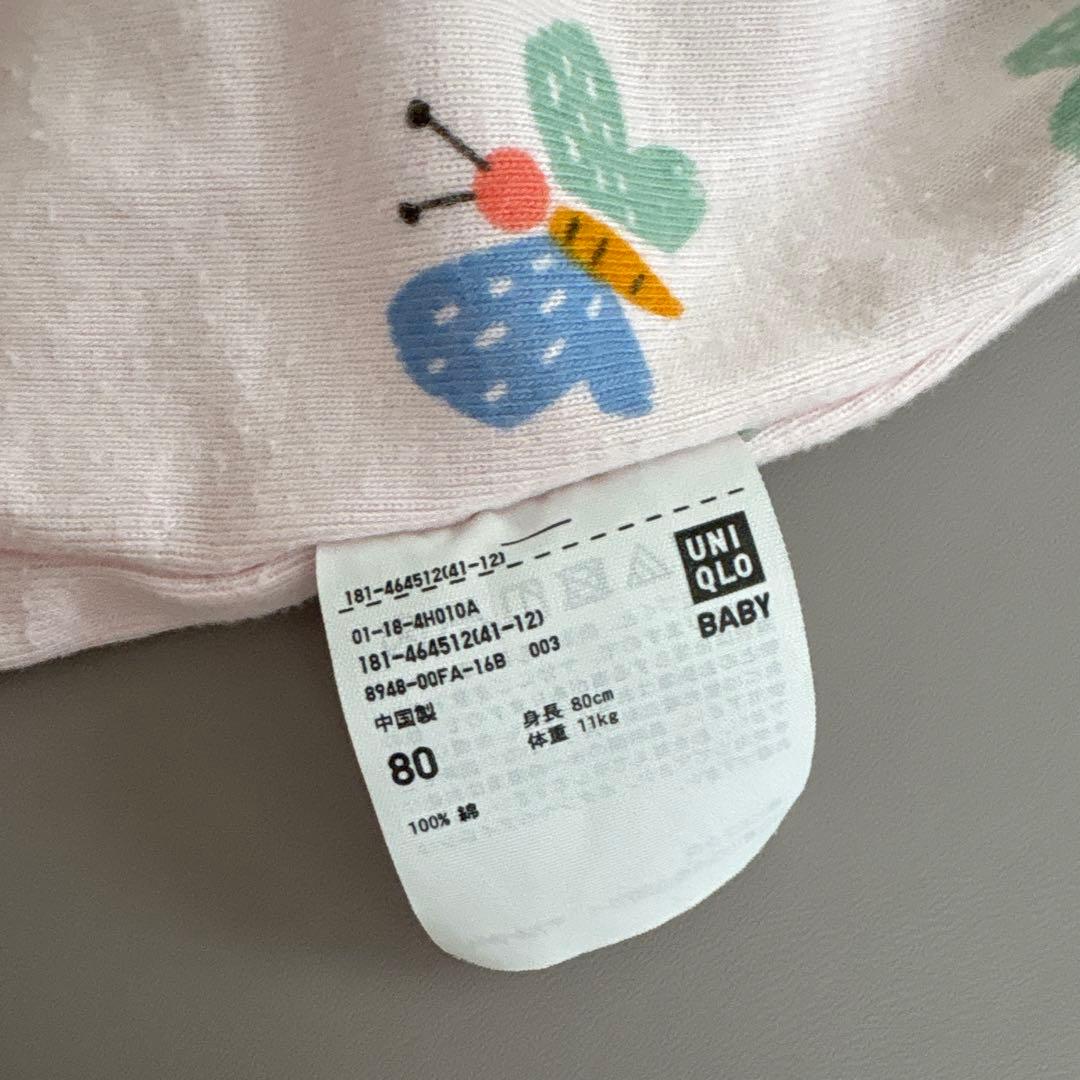 181-464512(41-12)
01-18-4H010A
181-464512(41-12)
8948-00FA-16B 003
中国製
80
身長 80cm
体重 11kg
100% 綿
UNI
QLO
BABY